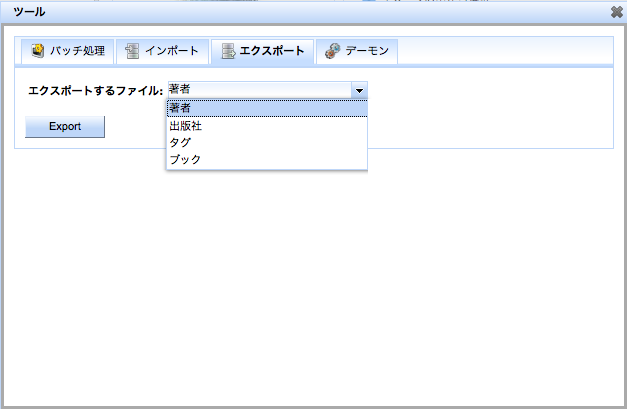 ツール
バッチ処理 インポート エクスポート デーモン
エクスポートするファイル: 著者
著者
出版社
タグ
ブック
Export